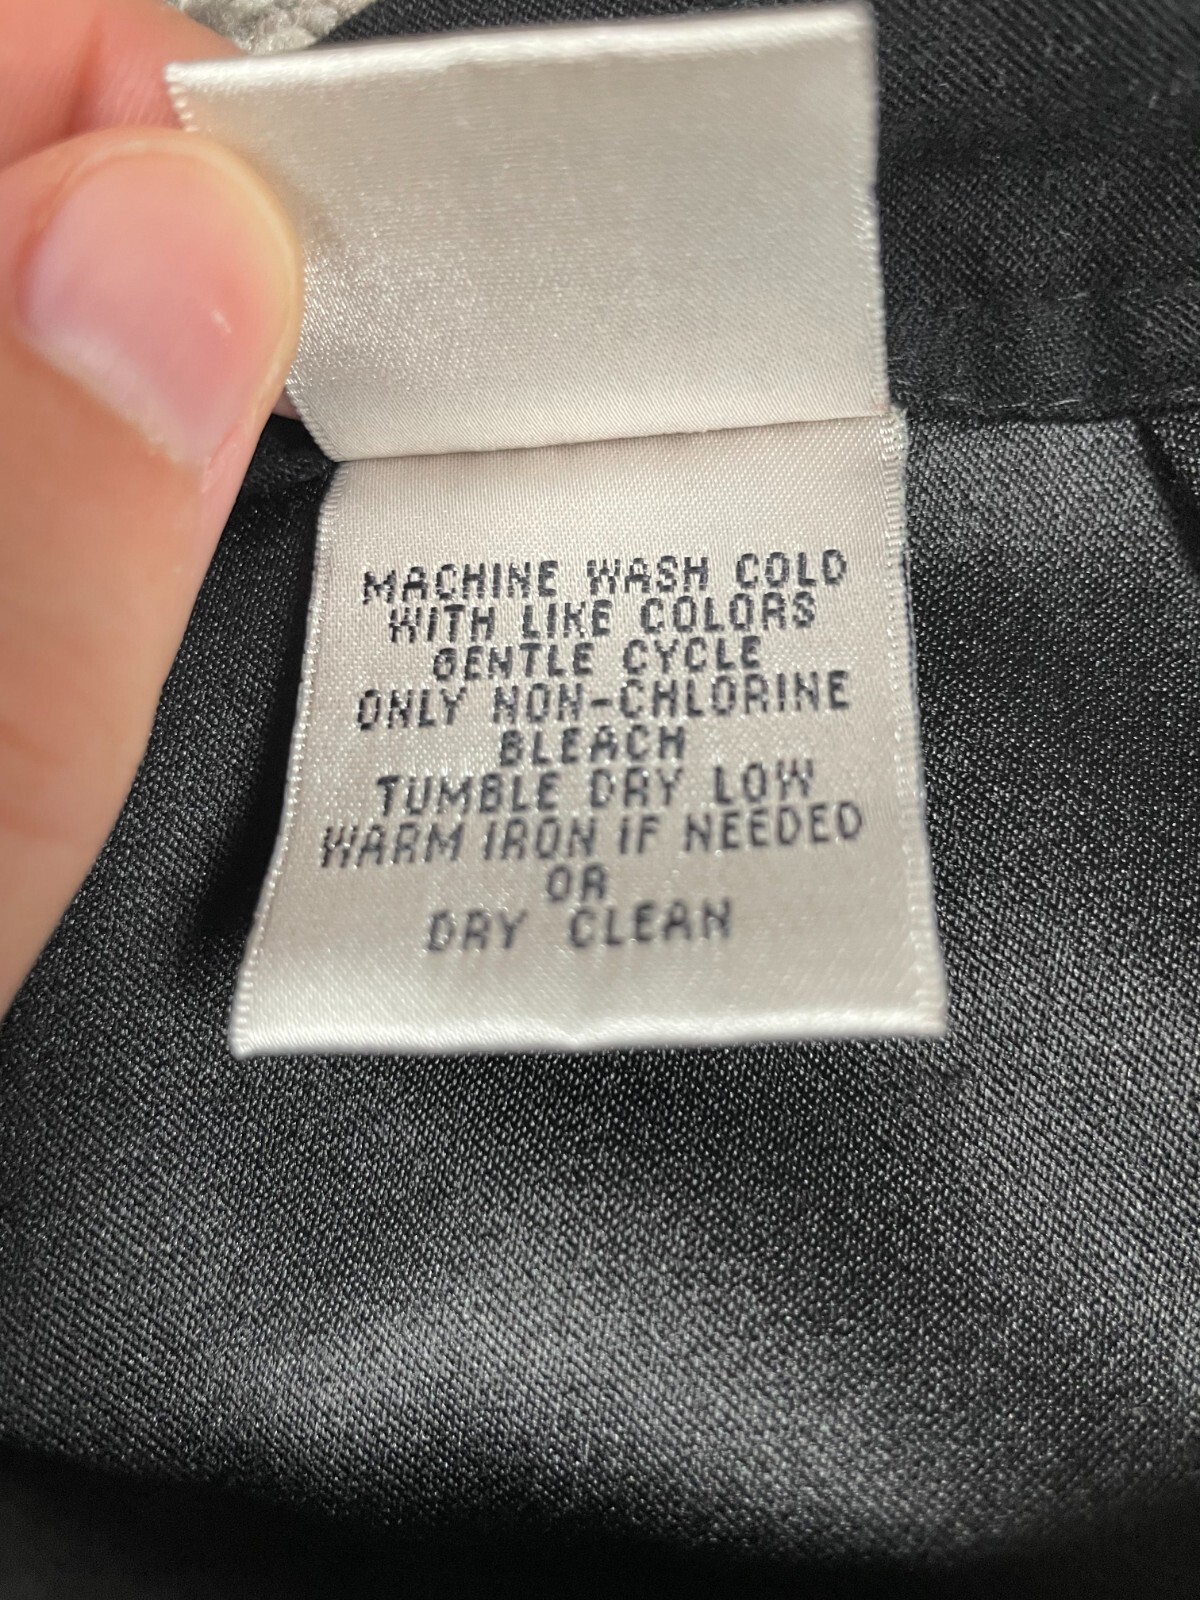 MACHINE WASH COLD
WITH LIKE COLORS
GENTLE CYCLE
ONLY NON-CHLORINE
BLEACH
TUMBLE DRY LOW
WARM IRON IF NEEDED
OR
DRY CLEAN